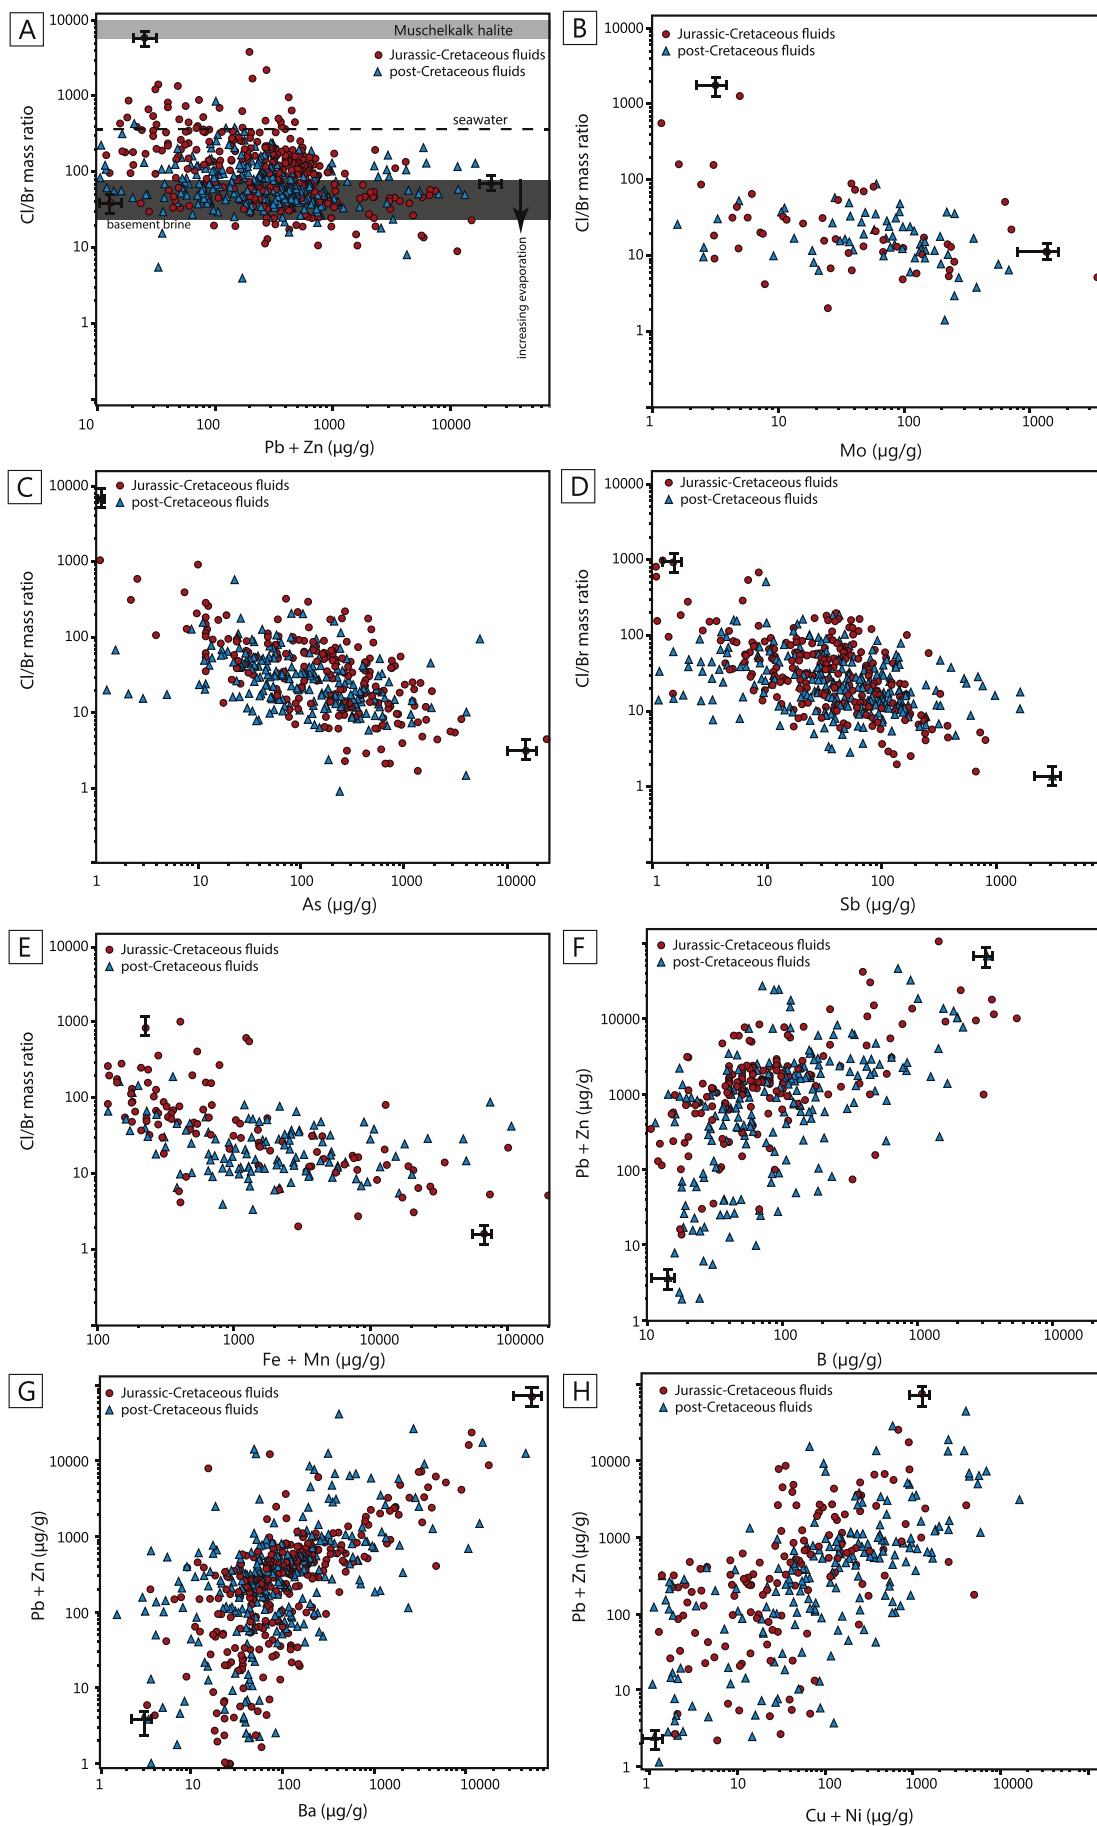 A
10000
1000
100
10
1
Cl/Br mass ratio
Muschelkalk halite
Jurassic-Cretaceous fluids
post-Cretaceous fluids
seawater
basement brine
increasing evaporation
10 100 1000 10000
Pb + Zn (µg/g)
B
10000
1000
100
10
1
Cl/Br mass ratio
Jurassic-Cretaceous fluids
post-Cretaceous fluids
1 10 100 1000
Mo (µg/g)
C
10000
1000
100
10
1
Cl/Br mass ratio
Jurassic-Cretaceous fluids
post-Cretaceous fluids
1 10 100 1000 10000
As (µg/g)
D
10000
1000
100
10
1
Cl/Br mass ratio
Jurassic-Cretaceous fluids
post-Cretaceous fluids
1 10 100 1000
Sb (µg/g)
E
10000
1000
100
10
1
Cl/Br mass ratio
Jurassic-Cretaceous fluids
post-Cretaceous fluids
100 1000 10000 100000
Fe + Mn (µg/g)
F
10000
1000
100
10
1
Pb + Zn (µg/g)
Jurassic-Cretaceous fluids
post-Cretaceous fluids
10 100 1000 10000
B (µg/g)
G
10000
1000
100
10
1
Pb + Zn (µg/g)
Jurassic-Cretaceous fluids
post-Cretaceous fluids
1 10 100 1000 10000
Ba (µg/g)
H
10000
1000
100
10
1
Pb + Zn (µg/g)
Jurassic-Cretaceous fluids
post-Cretaceous fluids
1 10 100 1000 10000
Cu + Ni (µg/g)